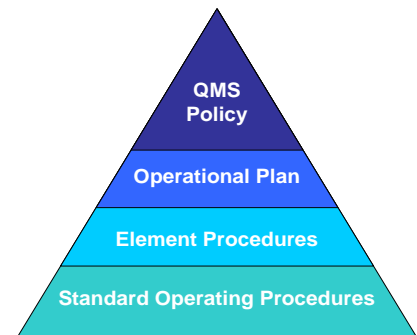 QMS
Policy
Operational Plan
Element Procedures
Standard Operating Procedures